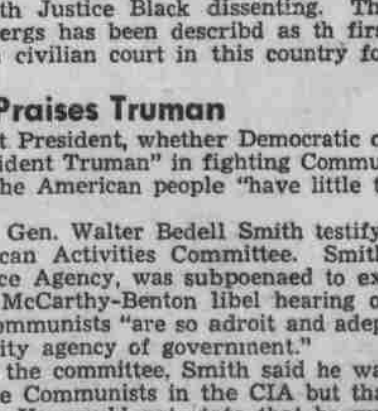 th Justice Black dissenting. Th
ergs has been describd as th firs
civilian court in this country fo
Praises Truman
t President, whether Democratic o
ident Truman" in fighting Commu
he American people "have little t
Gen. Walter Bedell Smith testify
ican Activities Committee. Smith
ce Agency, was subpoenaed to ex
McCarthy-Benton libel hearing o
ommunists "are so adroit and adep
ity agency of government."
the committee, Smith said he wa
e Communists in the CIA but tha